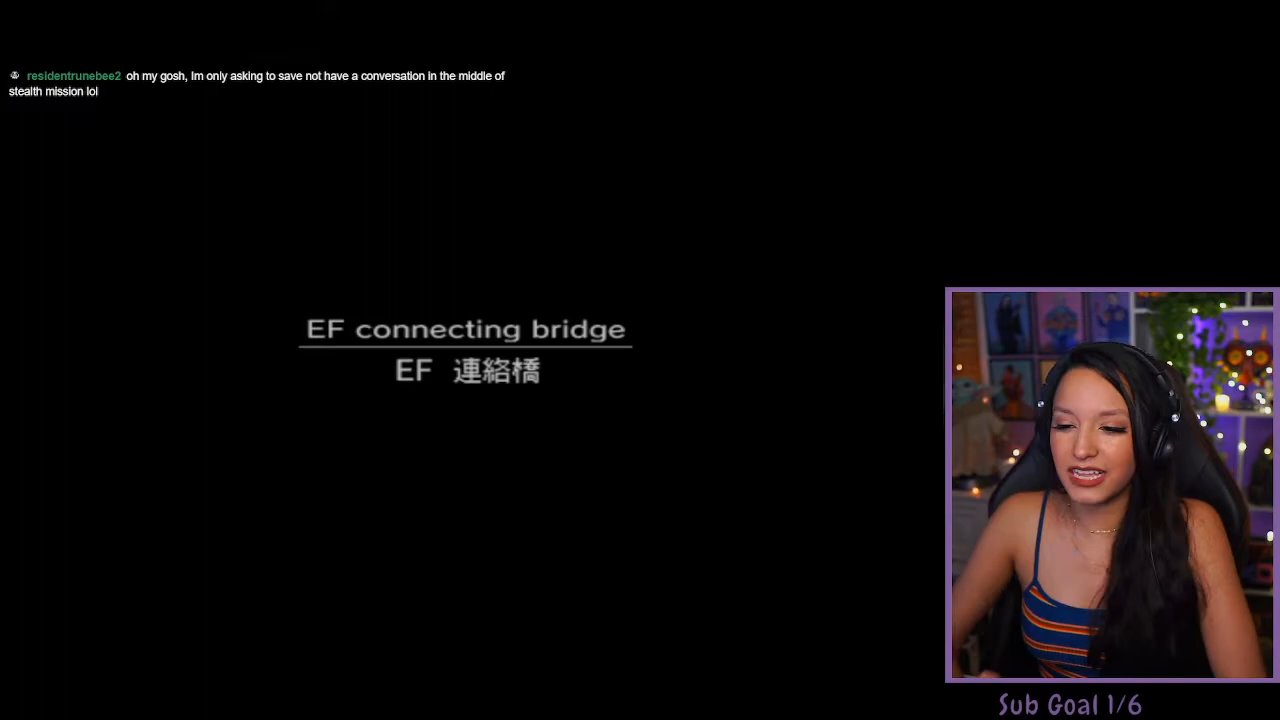 residentrunebee2 oh my gosh, Im only asking to save not have a conversation in the middle of
stealth mission lol
EF connecting bridge
EF 連絡橋
Sub Goal 1/6